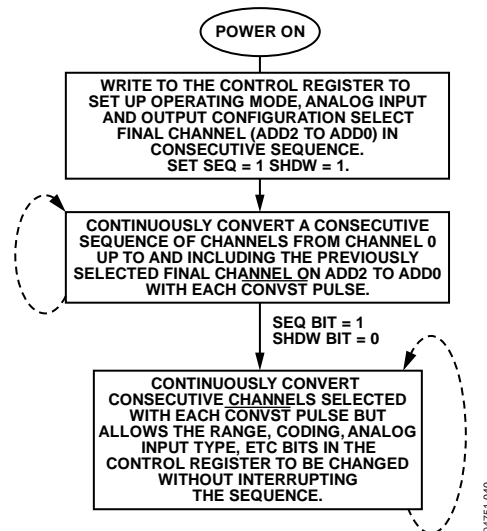 POWER ON
WRITE TO THE CONTROL REGISTER TO
SET UP OPERATING MODE, ANALOG INPUT
AND OUTPUT CONFIGURATION SELECT
FINAL CHANNEL (ADD2 TO ADD0) IN
CONSECUTIVE SEQUENCE.
SET SEQ = 1 SHDW = 1.
CONTINUOUSLY CONVERT A CONSECUTIVE
SEQUENCE OF CHANNELS FROM CHANNEL 0
UP TO AND INCLUDING THE PREVIOUSLY
SELECTED FINAL CHANNEL ON ADD2 TO ADD0
WITH EACH CONVST PULSE.
SEQ BIT = 1
SHDW BIT = 0
CONTINUOUSLY CONVERT
CONSECUTIVE CHANNELS SELECTED
WITH EACH CONVST PULSE BUT
ALLOWS THE RANGE, CODING, ANALOG
INPUT TYPE, ETC BITS IN THE
CONTROL REGISTER TO BE CHANGED
WITHOUT INTERRUPTING
THE SEQUENCE.
04751-040